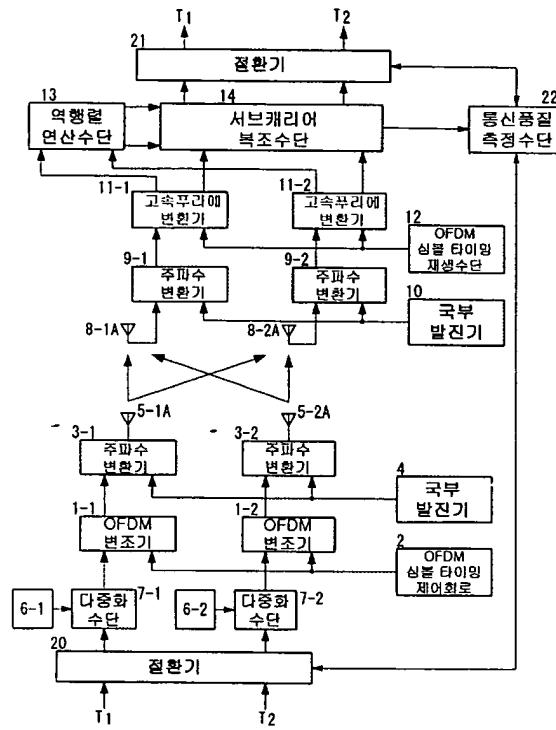 T1 T2
21
절환기
13 14 22
역행렬
연산수단
서브캐리어
복조수단
통신품질
측정수단
11-1 11-2
고속푸리에
변환기
고속푸리에
변환기
12
OFDM
심볼 타이밍
재생수단
9-1 9-2
주파수
변환기
주파수
변환기
10
국부
발진기
8-1A 8-2A
5-1A 5-2A
3-1 3-2
주파수
변환기
주파수
변환기
4
국부
발진기
1-1 1-2
OFDM
변조기
OFDM
변조기
2
OFDM
심볼 타이밍
제어회로
6-1 다중화
수단 7-1
6-2 다중화
수단 7-2
20
절환기
T1 T2